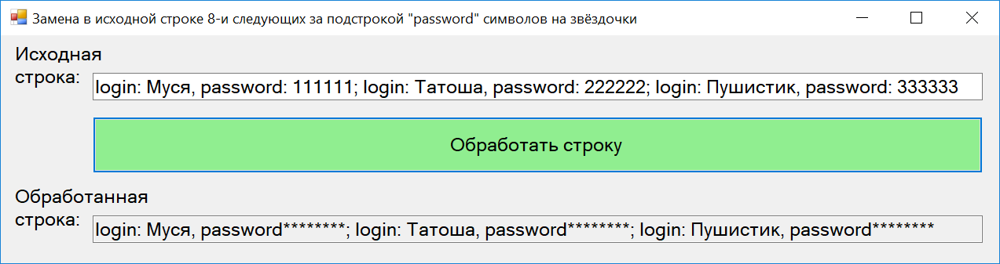 Замена в исходной строке 8-и следующих за подстрокой "password" символов на звёздочки
Исходная
строка:
login: Муся, password: 111111; login: Татоша, password: 222222; login: Пушистик, password: 333333
Обработать строку
Обработанная
строка:
login: Муся, password********; login: Татоша, password********; login: Пушистик, password********